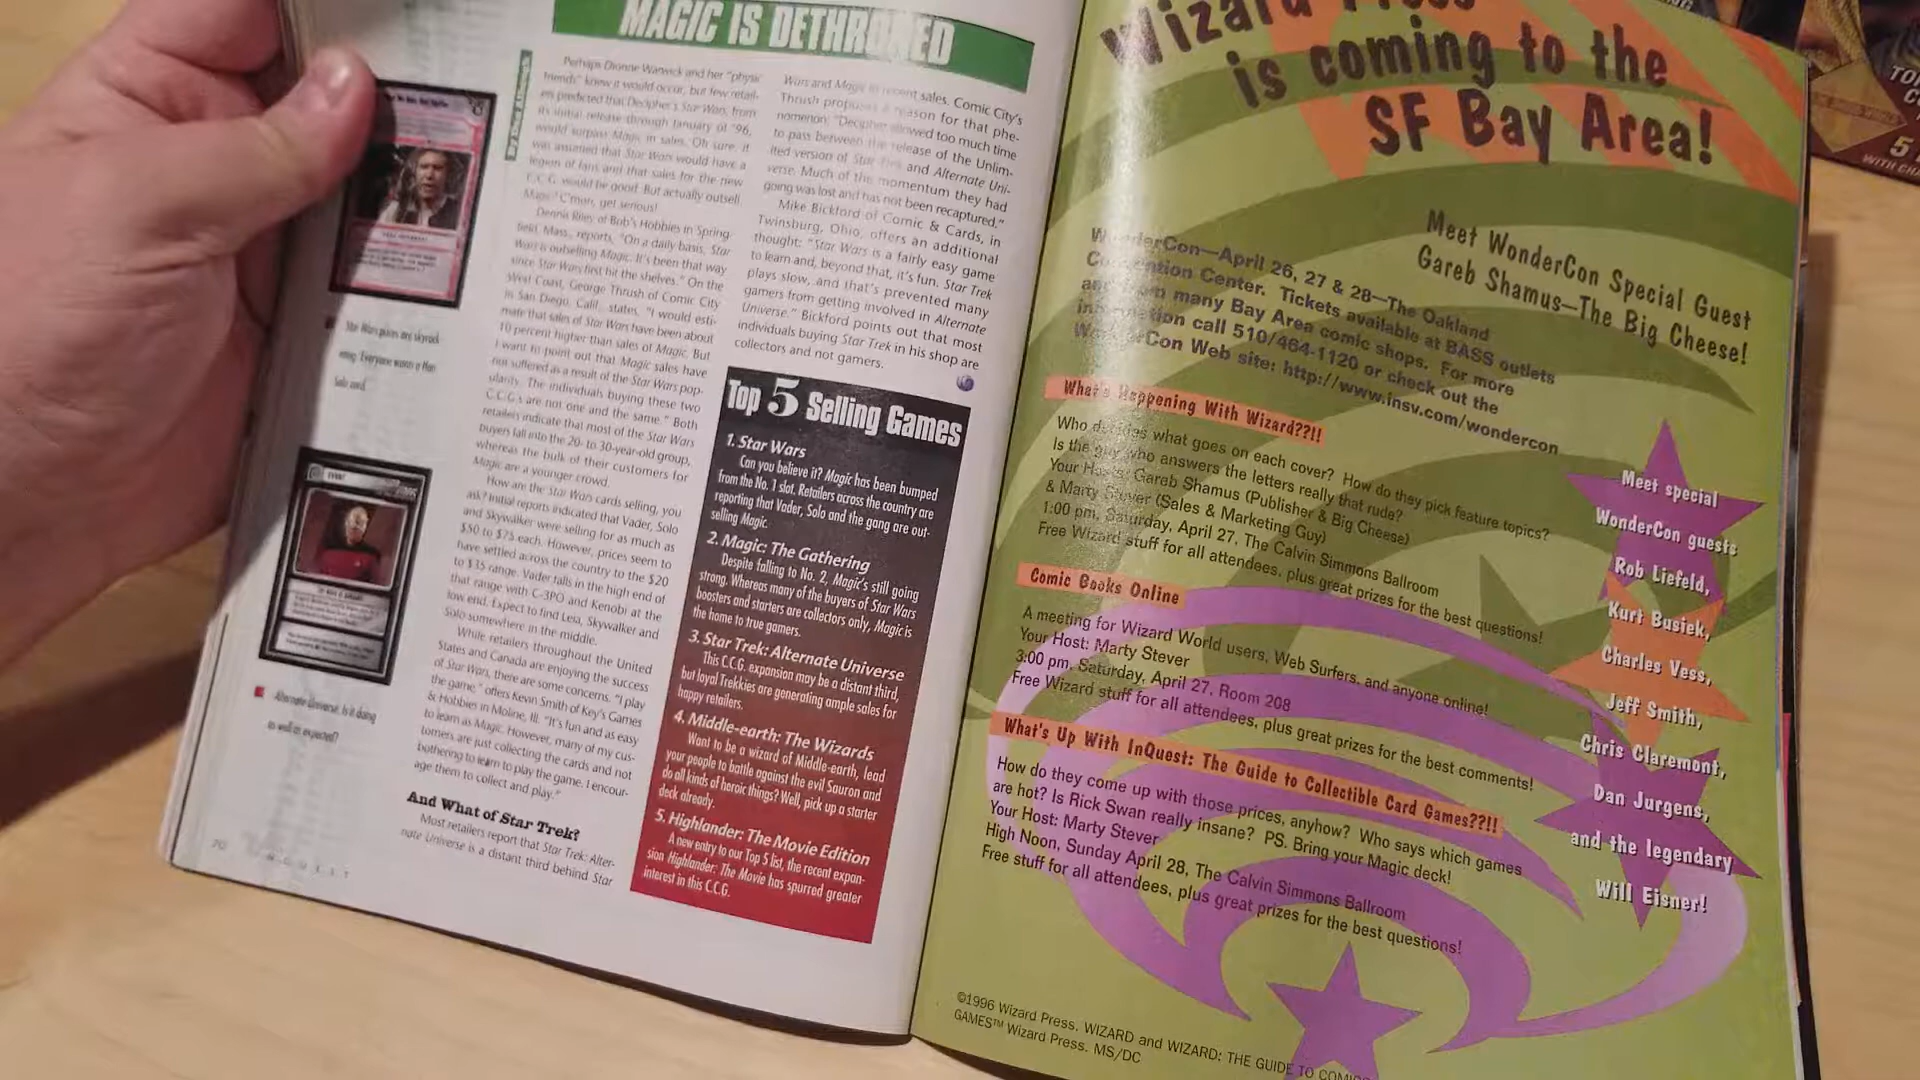 MAGIC IS DETHRONED
Perhaps Dionne Warwick and her "physic
friends" knew it would occur, but few retail-
ers predicted that Decipher's Star Wars, from
its initial release through January of '96,
would surpass Magic in sales. Oh sure, it
was assumed that Star Wars would have a
legion of fans and that sales for the new
C.C.G. would be good. But actually outsell
Magic? C'mon, get serious!
Dennis Riley of Bob's Hobbies in Spring-
field, Mass., reports, "On a daily basis, Star
Wars is outselling Magic. It's been that way
since Star Wars first hit the shelves." On the
West Coast, George Thrush of Comic City
in San Diego, Calif., states, "I would esti-
mate that sales of Star Wars have been about
10 percent higher than sales of Magic. But
I want to point out that Magic sales have
not suffered as a result of the Star Wars pop-
ularity. The individuals buying these two
C.C.G.s are not one and the same." Both
retailers indicate that most of the Star Wars
buyers fall into the 20- to 30-year-old group,
whereas the bulk of their customers for
Magic are a younger crowd.
How are the Star Wars cards selling, you
ask? Initial reports indicated that Vader, Solo
and Skywalker were selling for as much as
$50 to $75 each. However, prices seem to
have settled across the country to the $20
to $35 range. Vader falls in the high end of
that range with C-3PO and Kenobi at the
low end. Expect to find Leia, Skywalker and
Solo somewhere in the middle.
While retailers throughout the United
States and Canada are enjoying the success
of Star Wars, there are some concerns. "I play
the game," offers Kevin Smith of Key's Games
& Hobbies in Moline, Ill. "It's fun and as easy
to learn as Magic. However, many of my cus-
tomers are just collecting the cards and not
bothering to learn to play the game. I encour-
age them to collect and play."
And What of Star Trek?
Most retailers report that Star Trek: Alter-
nate Universe is a distant third behind Star
Wars and Magic in recent sales. Comic City's
Thrush proposes a reason for that phe-
nomenon: "Decipher allowed too much time
to pass between the release of the Unlim-
ited version of Star Trek and Alternate Uni-
verse. Much of the momentum they had
going was lost and has not been recaptured."
Mike Bickford of Comic & Cards, in
Twinsburg, Ohio, offers an additional
thought: "Star Wars is a fairly easy game
to learn and, beyond that, it's fun. Star Trek
plays slow, and that's prevented many
gamers from getting involved in Alternate
Universe." Bickford points out that most
individuals buying Star Trek in his shop are
collectors and not gamers.
Star Wars prices are skyrock-
eting. Everyone wants a Han
Solo card.
Alternate Universe. Is it doing
as well as expected?
Top 5 Selling Games
1. Star Wars
Can you believe it? Magic has been bumped
from the No. 1 slot. Retailers across the country are
reporting that Vader, Solo and the gang are out-
selling Magic.
2. Magic: The Gathering
Despite falling to No. 2, Magic's still going
strong. Whereas many of the buyers of Star Wars
boosters and starters are collectors only, Magic is
the home to true gamers.
3. Star Trek: Alternate Universe
This C.C.G. expansion may be a distant third,
but loyal Trekkies are generating ample sales for
happy retailers.
4. Middle-earth: The Wizards
Want to be a wizard of Middle-earth, lead
your people to battle against the evil Sauron and
do all kinds of heroic things? Well, pick up a starter
deck already.
5. Highlander: The Movie Edition
A new entry to our Top 5 list, the recent expan-
sion Highlander: The Movie has spurred greater
interest in this C.C.G.
70 INQUEST
Wizard Press
is coming to the
SF Bay Area!
Meet WonderCon Special Guest
Gareb Shamus—The Big Cheese!
WonderCon—April 26, 27 & 28—The Oakland
Convention Center. Tickets available at BASS outlets
and from many Bay Area comic shops. For more
information call 510/464-1120 or check out the
WonderCon Web site: http://www.insv.com/wondercon
What's Happening With Wizard??!!
Who decides what goes on each cover? How do they pick feature topics?
Is the guy who answers the letters really that rude?
Your Hosts: Garab Shamus (Publisher & Big Cheese)
& Marty Stever (Sales & Marketing Guy)
1:00 pm, Saturday, April 27, The Calvin Simmons Ballroom
Free Wizard stuff for all attendees, plus great prizes for the best questions!
Comic Books Online
A meeting for Wizard World users, Web Surfers, and anyone online!
Your Host: Marty Stever
3:00 pm, Saturday, April 27, Room 208
Free Wizard stuff for all attendees, plus great prizes for the best comments!
What's Up With InQuest: The Guide to Collectible Card Games??!!
How do they come up with those prices, anyhow? Who says which games
are hot? Is Rick Swan really insane? PS. Bring your Magic deck!
Your Host: Marty Stever
High Noon, Sunday April 28, The Calvin Simmons Ballroom
Free stuff for all attendees, plus great prizes for the best questions!
Meet special
WonderCon guests
Rob Liefeld,
Kurt Busiek,
Charles Vess,
Jeff Smith,
Chris Claremont,
Dan Jurgens,
and the legendary
Will Eisner!
©1996 Wizard Press. WIZARD and WIZARD: THE GUIDE TO COMICS
GAMES™ Wizard Press. MS/DC
5